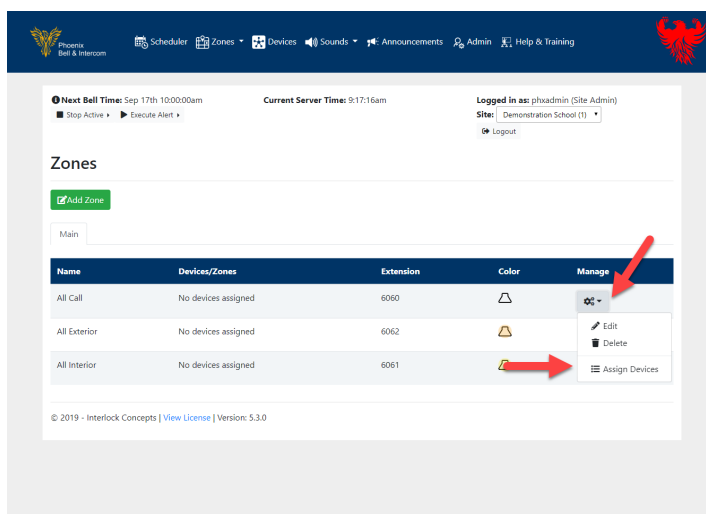 Phoenix
Bell & Intercom
Scheduler Zones Devices Sounds Announcements Admin Help & Training
Next Bell Time: Sep 17th 10:00:00am Current Server Time: 9:17:16am Logged in as: phxadmin (Site Admin)
Stop Active Execute Alert Site: Demonstration School (1)
Logout
Zones
Add Zone
Main
Name Devices/Zones Extension Color Manage
All Call No devices assigned 6060
All Exterior No devices assigned 6062
Edit
Delete
All Interior No devices assigned 6061
Assign Devices
© 2019 - Interlock Concepts | View License | Version: 5.3.0